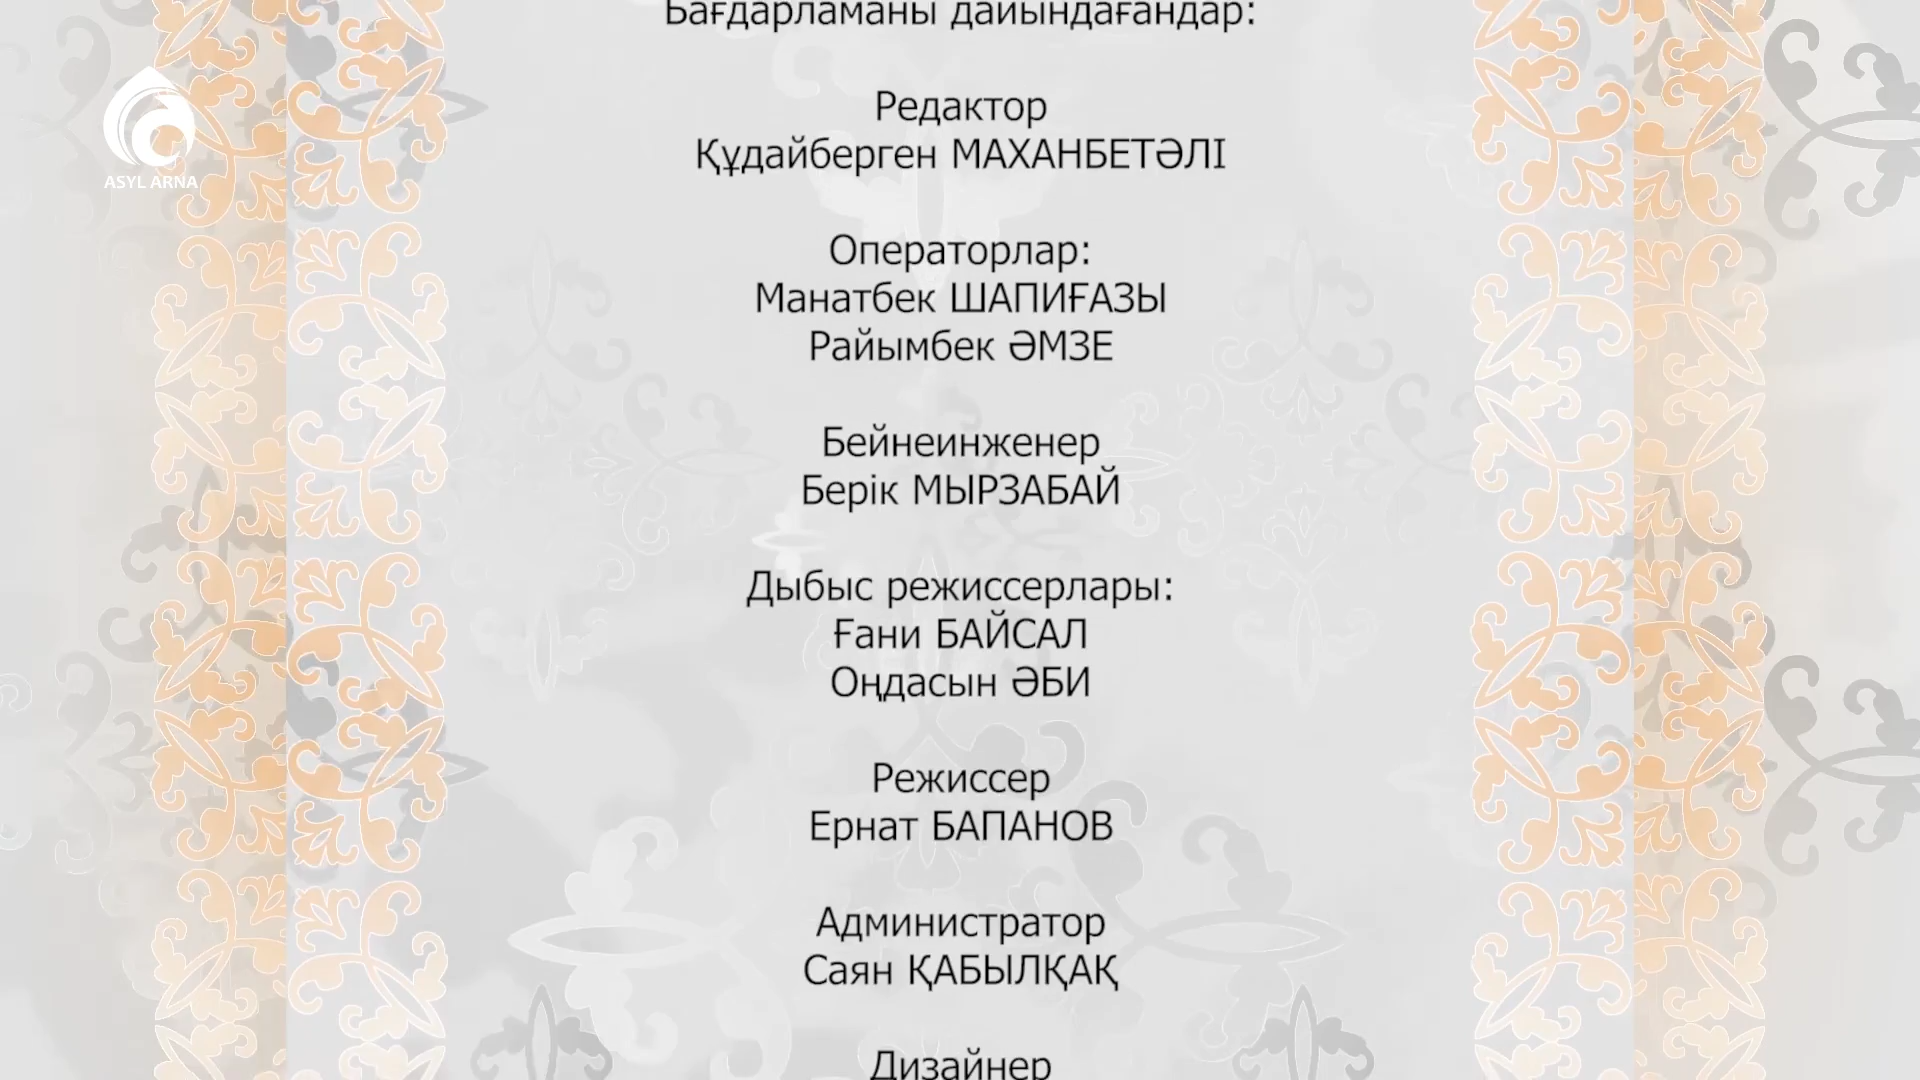 Бағдарламаны дайындағандар:
ASYL ARNA
Редактор
Құдайберген МАХАНБЕТӘЛІ
Операторлар:
Манатбек ШАПИҒАЗЫ
Райымбек ӘМЗЕ
Бейнеинженер
Берік МЫРЗАБАЙ
Дыбыс режиссерлары:
Ғани БАЙСАЛ
Оңдасын ӘБИ
Режиссер
Ернат БАПАНОВ
Администратор
Саян ҚАБЫЛҚАҚ
Дизайнер